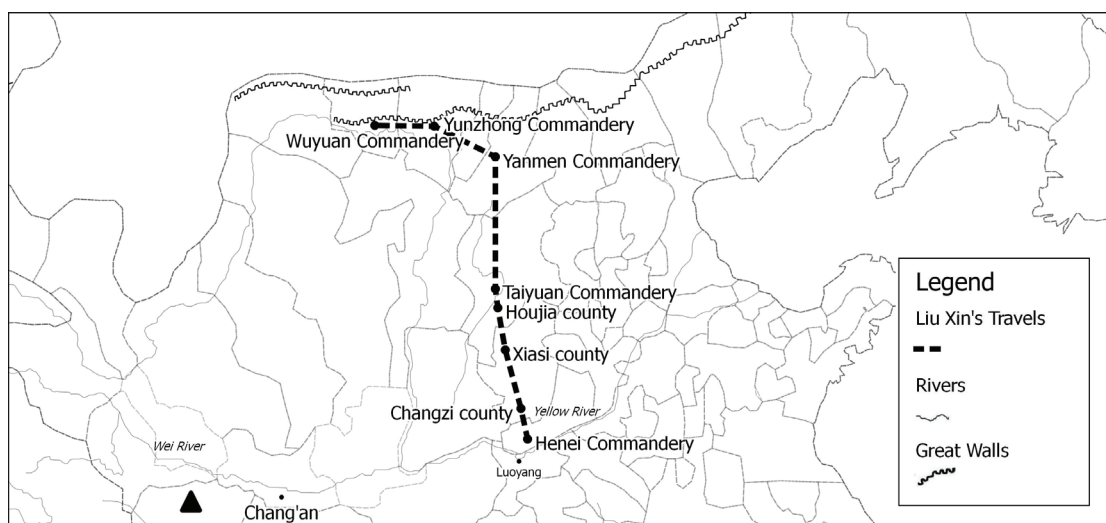 Wuyuan Commandery
Yunzhong Commandery
Yanmen Commandery
Taiyuan Commandery
Houjia county
Xiasi county
Changzi county
Yellow River
Henei Commandery
Wei River
Luoyang
Chang'an
Legend
Liu Xin's Travels
Rivers
Great Walls